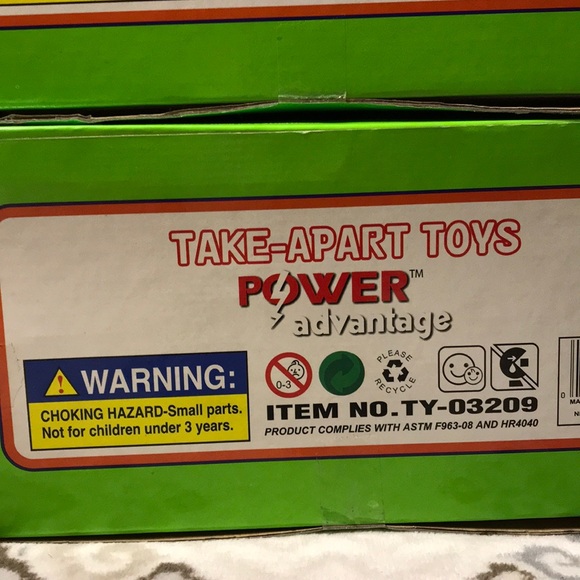 TAKE-APART TOYS
POWER™
advantage
WARNING:
CHOKING HAZARD-Small parts.
Not for children under 3 years.
0-3
PLEASE
RECYCLE
ITEM NO.TY-03209
PRODUCT COMPLIES WITH ASTM F963-08 AND HR4040
0